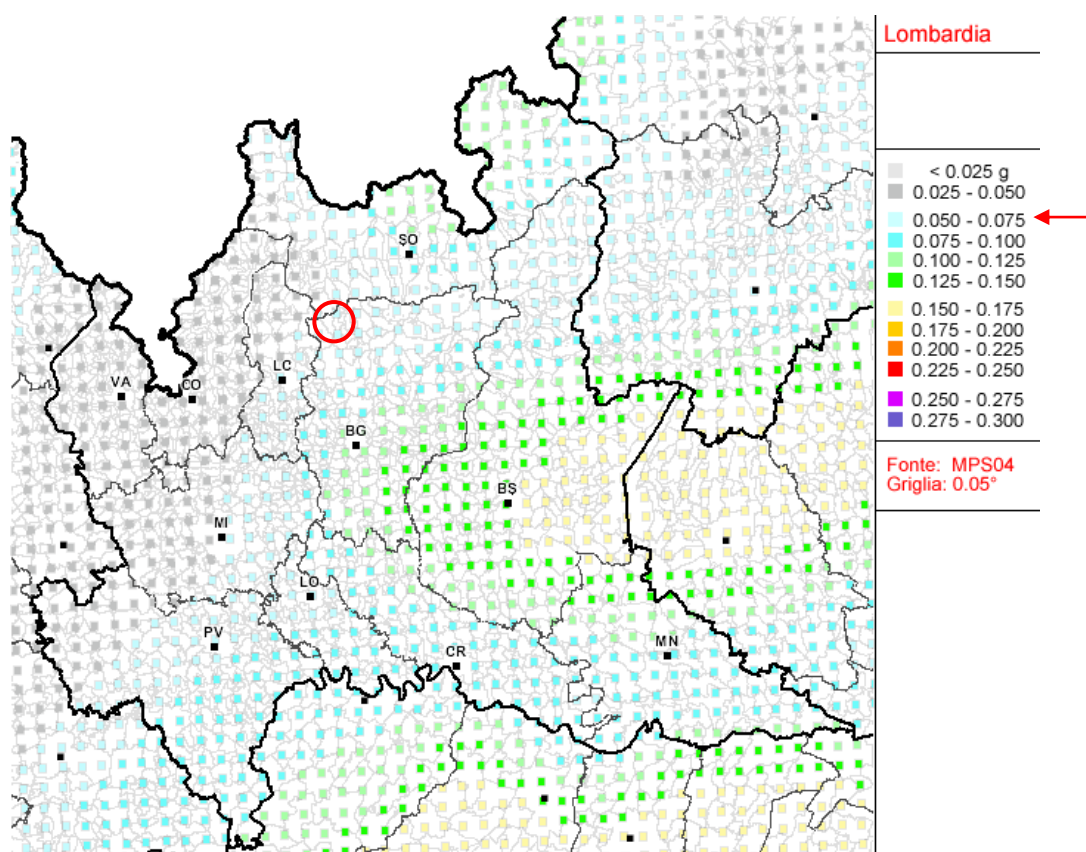 Lombardia
< 0.025 g
0.025 - 0.050
0.050 - 0.075
0.075 - 0.100
0.100 - 0.125
0.125 - 0.150
0.150 - 0.175
0.175 - 0.200
0.200 - 0.225
0.225 - 0.250
0.250 - 0.275
0.275 - 0.300
Fonte: MPS04
Griglia: 0.05°
SO
LC
VA
CO
BG
BS
MI
LO
PV
CR
MN